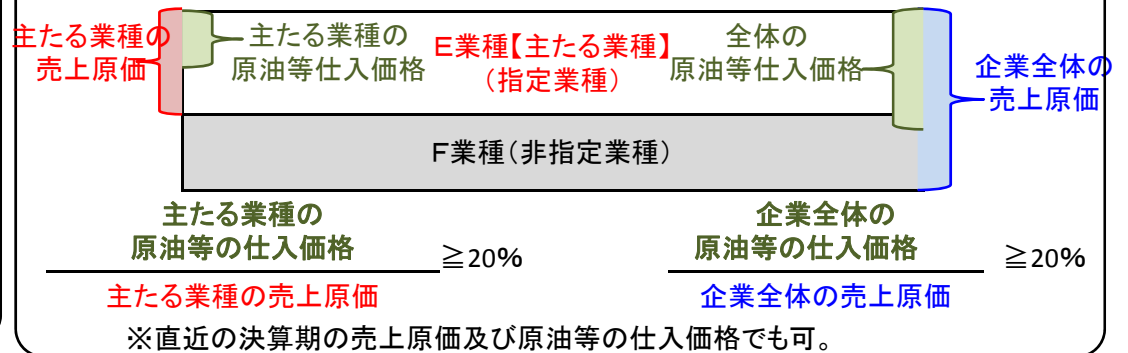 主たる業種の
売上原価
主たる業種の
原油等仕入価格
E業種【主たる業種】
（指定業種）
全体の
原油等仕入価格
企業全体の
売上原価
F業種（非指定業種）
主たる業種の
原油等の仕入価格
≧20%
主たる業種の売上原価
企業全体の
原油等の仕入価格
≧20%
企業全体の売上原価
※直近の決算期の売上原価及び原油等の仕入価格でも可。